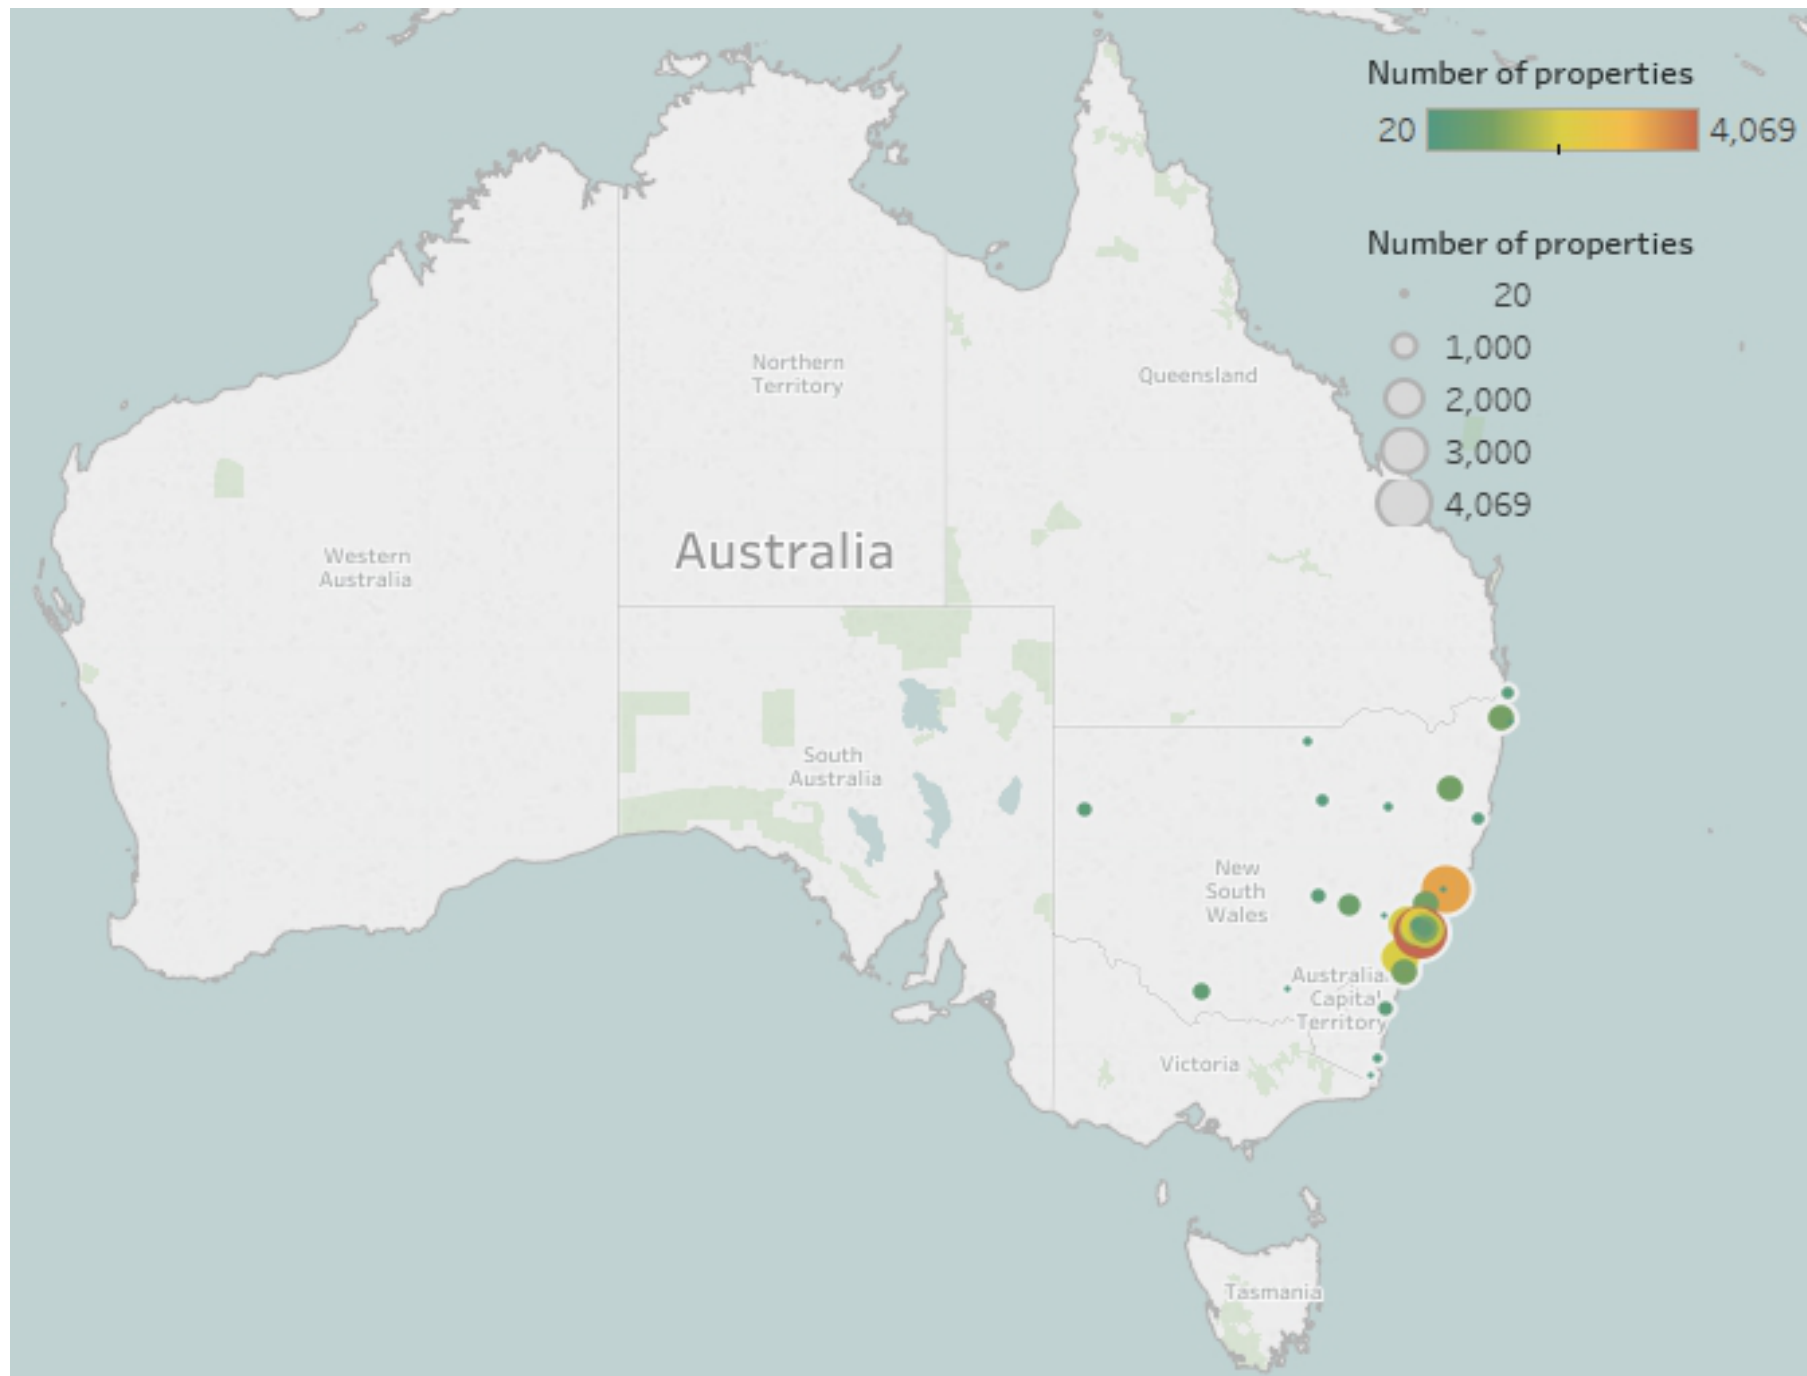 Number of properties
20 4,069
Number of properties
20
1,000
2,000
3,000
4,069
Northern
Territory
Queensland
Australia
Western
Australia
South
Australia
New
South
Wales
Australia
Capital
Territory
Victoria
Tasmania